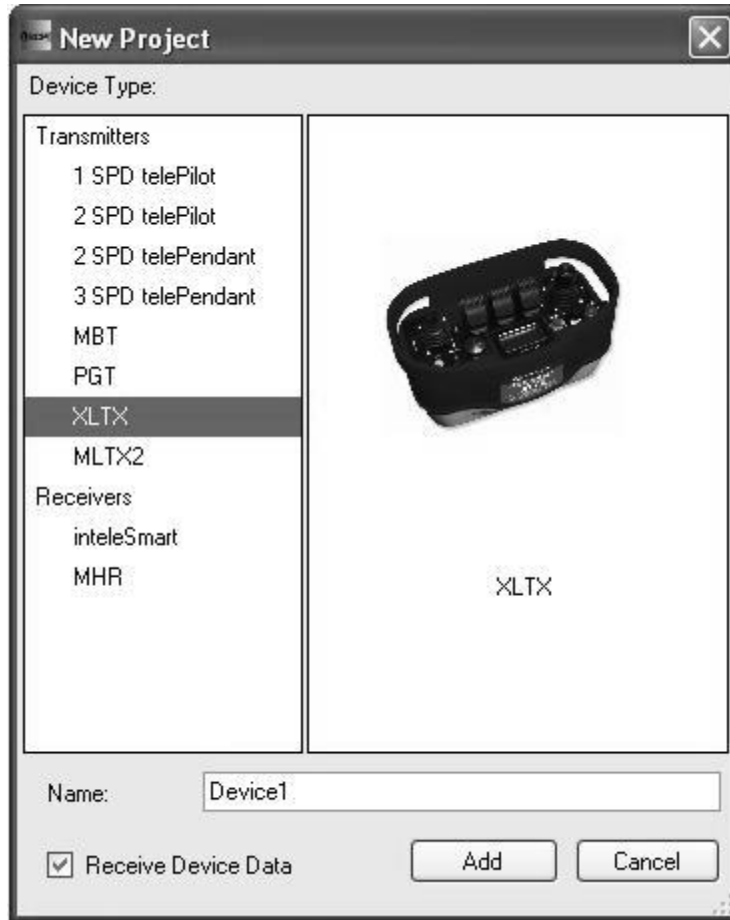 New Project
Device Type:
Transmitters
1 SPD telePilot
2 SPD telePilot
2 SPD telePendant
3 SPD telePendant
MBT
PGT
XLTX
MLTX2
Receivers
inteleSmart
MHR
XLTX
Name: Device1
Receive Device Data Add Cancel